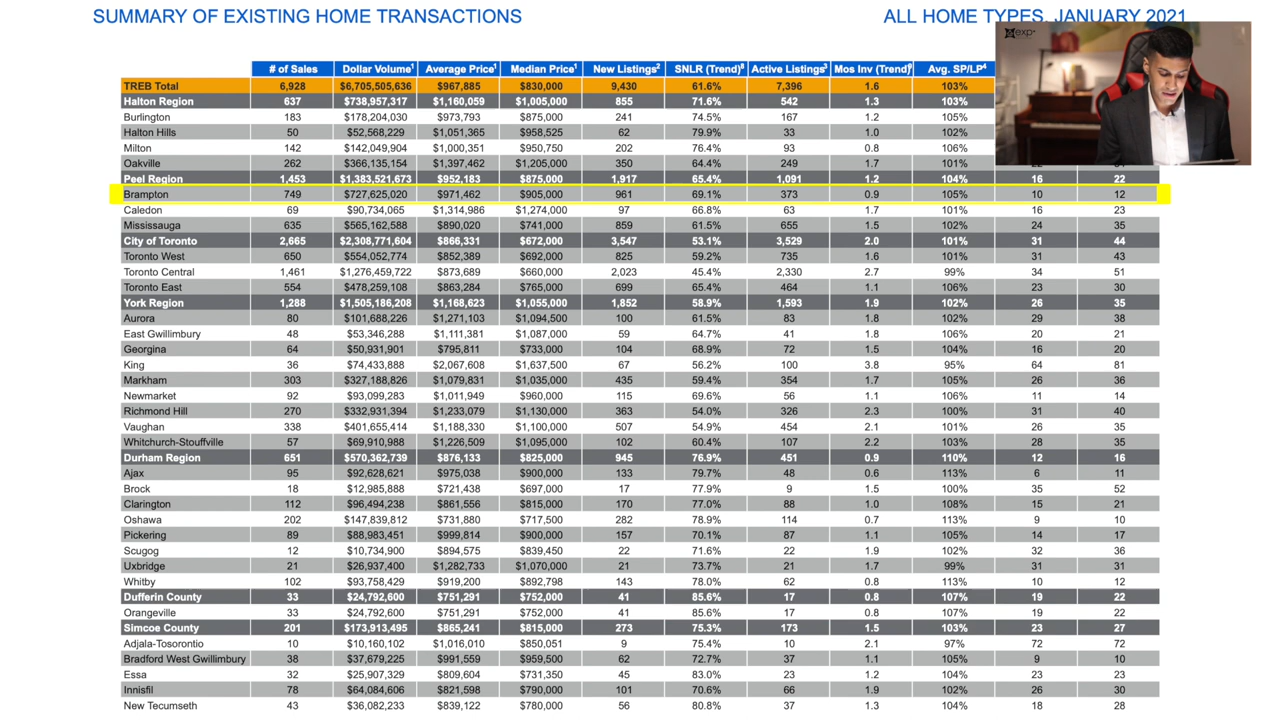 SUMMARY OF EXISTING HOME TRANSACTIONS ALL HOME TYPES, JANUARY 2021
exp
# of Sales Dollar Volume¹ Average Price¹ Median Price¹ New Listings² SNLR (Trend)⁸ Active Listings³ Mos Inv (Trend)⁹ Avg. SP/LP⁴
TREB Total 6,928 $6,705,505,636 $967,885 $830,000 9,430 61.6% 7,396 1.6 103%
Halton Region 637 $738,957,317 $1,160,059 $1,005,000 855 71.6% 542 1.3 103%
Burlington 183 $178,204,030 $973,793 $875,000 241 74.5% 167 1.2 105%
Halton Hills 50 $52,568,229 $1,051,365 $958,525 62 79.9% 33 1.0 102%
Milton 142 $142,049,904 $1,000,351 $950,750 202 76.4% 93 0.8 106%
Oakville 262 $366,135,154 $1,397,462 $1,205,000 350 64.4% 249 1.7 101%
Peel Region 1,453 $1,383,521,673 $952,183 $875,000 1,917 65.4% 1,091 1.2 104% 16 22
Brampton 749 $727,625,020 $971,462 $905,000 961 69.1% 373 0.9 105% 10 12
Caledon 69 $90,734,065 $1,314,986 $1,274,000 97 66.8% 63 1.7 101% 16 23
Mississauga 635 $565,162,588 $890,020 $741,000 859 61.5% 655 1.5 102% 24 35
City of Toronto 2,665 $2,308,771,604 $866,331 $672,000 3,547 53.1% 3,529 2.0 101% 31 44
Toronto West 650 $554,052,774 $852,389 $692,000 825 59.2% 735 1.6 101% 31 43
Toronto Central 1,461 $1,276,459,722 $873,689 $660,000 2,023 45.4% 2,330 2.7 99% 34 51
Toronto East 554 $478,259,108 $863,284 $765,000 699 65.4% 464 1.1 106% 23 30
York Region 1,288 $1,505,186,208 $1,168,623 $1,055,000 1,852 58.9% 1,593 1.9 102% 26 35
Aurora 80 $101,688,226 $1,271,103 $1,094,500 100 61.5% 83 1.8 102% 29 38
East Gwillimbury 48 $53,346,288 $1,111,381 $1,087,000 59 64.7% 41 1.8 106% 20 21
Georgina 64 $50,931,901 $795,811 $733,000 104 68.9% 72 1.5 104% 16 20
King 36 $74,433,888 $2,067,608 $1,637,500 67 56.2% 100 3.8 95% 64 81
Markham 303 $327,188,826 $1,079,831 $1,035,000 435 59.4% 354 1.7 105% 26 36
Newmarket 92 $93,099,283 $1,011,949 $960,000 115 69.6% 56 1.1 106% 11 14
Richmond Hill 270 $332,931,394 $1,233,079 $1,130,000 363 54.0% 326 2.3 100% 31 40
Vaughan 338 $401,655,414 $1,188,330 $1,100,000 507 54.9% 454 2.1 101% 26 35
Whitchurch-Stouffville 57 $69,910,988 $1,226,509 $1,095,000 102 60.4% 107 2.2 103% 28 35
Durham Region 651 $570,362,739 $876,133 $825,000 945 76.9% 451 0.9 110% 12 16
Ajax 95 $92,628,621 $975,038 $900,000 133 79.7% 48 0.6 113% 6 11
Brock 18 $12,985,888 $721,438 $697,000 17 77.9% 9 1.5 100% 35 52
Clarington 112 $96,494,238 $861,556 $815,000 170 77.0% 88 1.0 108% 15 21
Oshawa 202 $147,839,812 $731,880 $717,500 282 78.9% 114 0.7 113% 9 10
Pickering 89 $88,983,451 $999,814 $900,000 157 70.1% 87 1.1 105% 14 17
Scugog 12 $10,734,900 $894,575 $839,450 22 71.6% 22 1.9 102% 32 36
Uxbridge 21 $26,937,400 $1,282,733 $1,070,000 21 73.7% 21 1.7 99% 31 31
Whitby 102 $93,758,429 $919,200 $892,798 143 78.0% 62 0.8 113% 10 12
Dufferin County 33 $24,792,600 $751,291 $752,000 41 85.6% 17 0.8 107% 19 22
Orangeville 33 $24,792,600 $751,291 $752,000 41 85.6% 17 0.8 107% 19 22
Simcoe County 201 $173,913,495 $865,241 $815,000 273 75.3% 173 1.5 103% 23 27
Adjala-Tosorontio 10 $10,160,102 $1,016,010 $850,051 9 75.4% 10 2.1 97% 72 72
Bradford West Gwillimbury 38 $37,679,225 $991,559 $959,500 62 72.7% 37 1.1 105% 9 10
Essa 32 $25,907,329 $809,604 $731,350 45 83.0% 23 1.2 104% 23 23
Innisfil 78 $64,084,606 $821,598 $790,000 101 70.6% 66 1.9 102% 26 30
New Tecumseth 43 $36,082,233 $839,122 $780,000 56 80.8% 37 1.3 104% 18 28